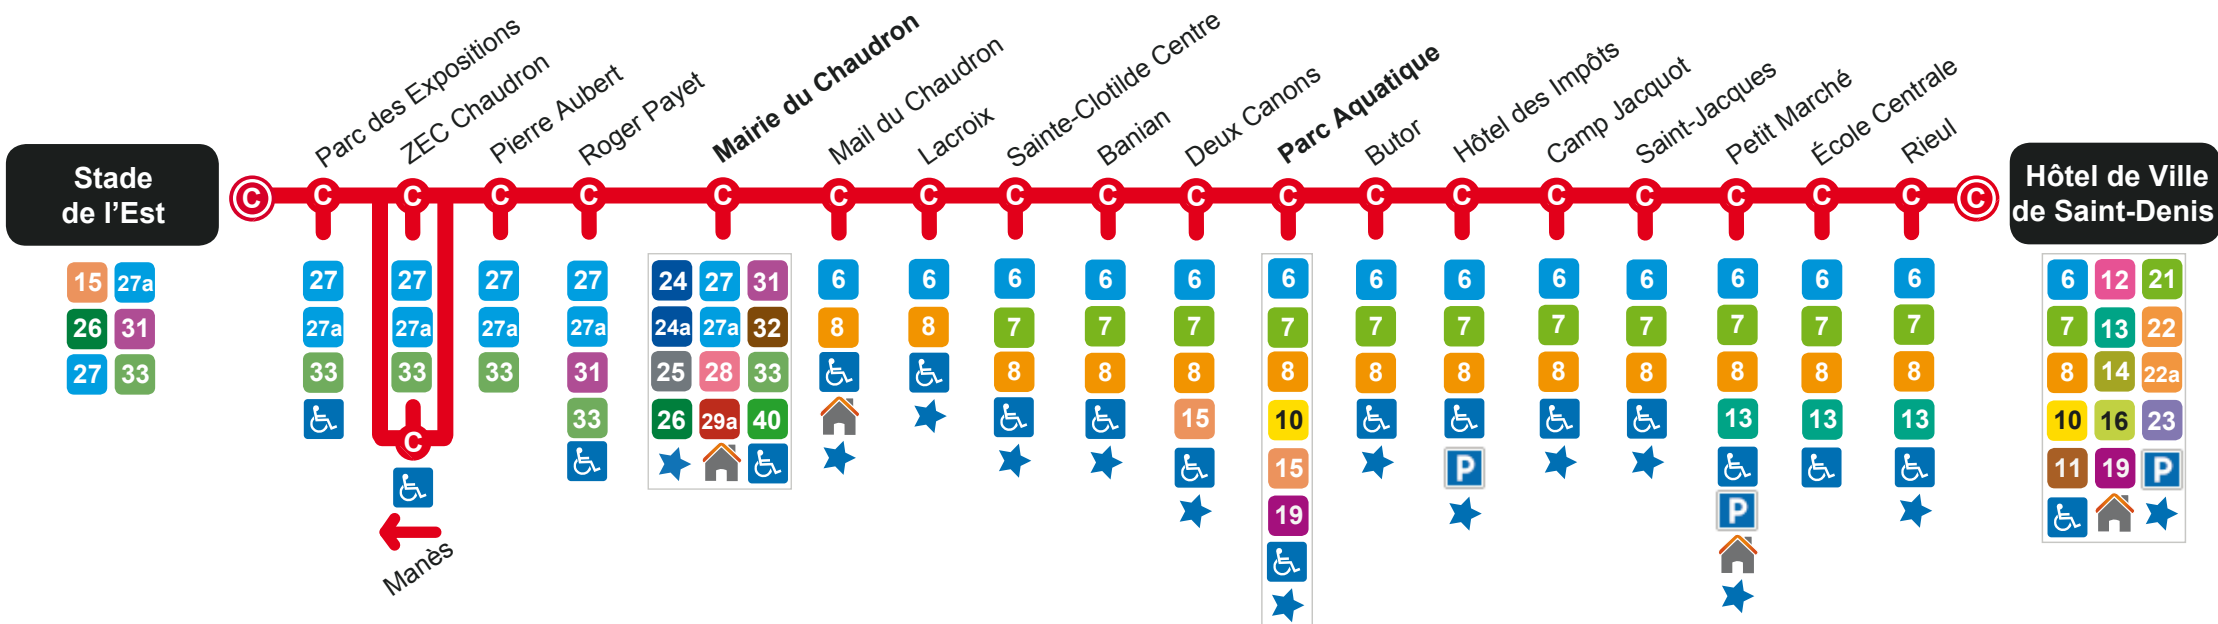 Stade
de l'Est
Parc des Expositions
ZEC Chaudron
Pierre Aubert
Roger Payet
Mairie du Chaudron
Mail du Chaudron
Lacroix
Sainte-Clotilde Centre
Banian
Deux Canons
Parc Aquatique
Butor
Hôtel des Impôts
Camp Jacquot
Saint-Jacques
Petit Marché
École Centrale
Rieul
Hôtel de Ville
de Saint-Denis
C C C C C C C C C C C C C C C C C C C C
C
Manès
15 27a
26 31
27 33
27
27a
33
27
27a
33
27
27a
33
27
27a
31
33
24 27 31
24a 27a 32
25 28 33
26 29a 40
6
8
6
8
6
7
8
6
7
8
6
7
8
15
6
7
8
10
15
19
6
7
8
6
7
8
P
6
7
8
6
7
8
6
7
8
13
P
6
7
8
13
6
7
8
13
6 12 21
7 13 22
8 14 22a
10 16 23
11 19 P